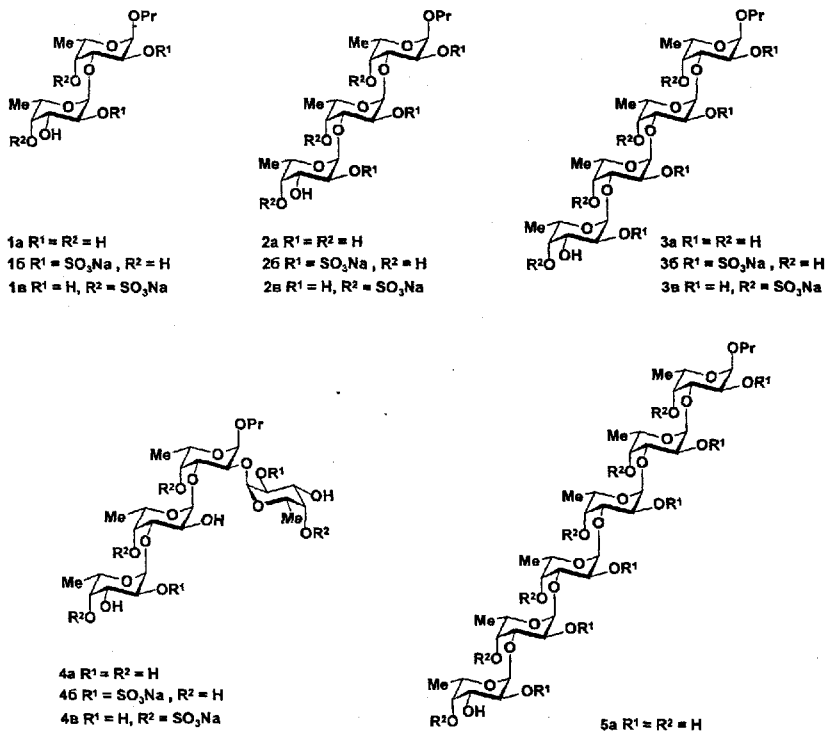 OPr
Me O OR¹
R²O O
Me O OR¹
R²O OH
1a R¹ = R² = H
1б R¹ = SO₃Na , R² = H
1в R¹ = H, R² = SO₃Na
OPr
Me O OR¹
R²O O
Me O OR¹
R²O O
Me O OR¹
R²O OH
2a R¹ = R² = H
2б R¹ = SO₃Na , R² = H
2в R¹ = H, R² = SO₃Na
OPr
Me O OR¹
R²O O
Me O OR¹
R²O O
Me O OR¹
R²O O
Me O OR¹
R²O OH
3a R¹ = R² = H
3б R¹ = SO₃Na , R² = H
3в R¹ = H, R² = SO₃Na
OPr
Me O O OR¹
R²O O O OH
Me O OH Me OR²
R²O O
Me O OR¹
R²O OH
4a R¹ = R² = H
4б R¹ = SO₃Na , R² = H
4в R¹ = H, R² = SO₃Na
OPr
Me O OR¹
R²O O
Me O OR¹
R²O O
Me O OR¹
R²O O
Me O OR¹
R²O O
Me O OR¹
R²O O
Me O OR¹
R²O OH
5a R¹ = R² = H